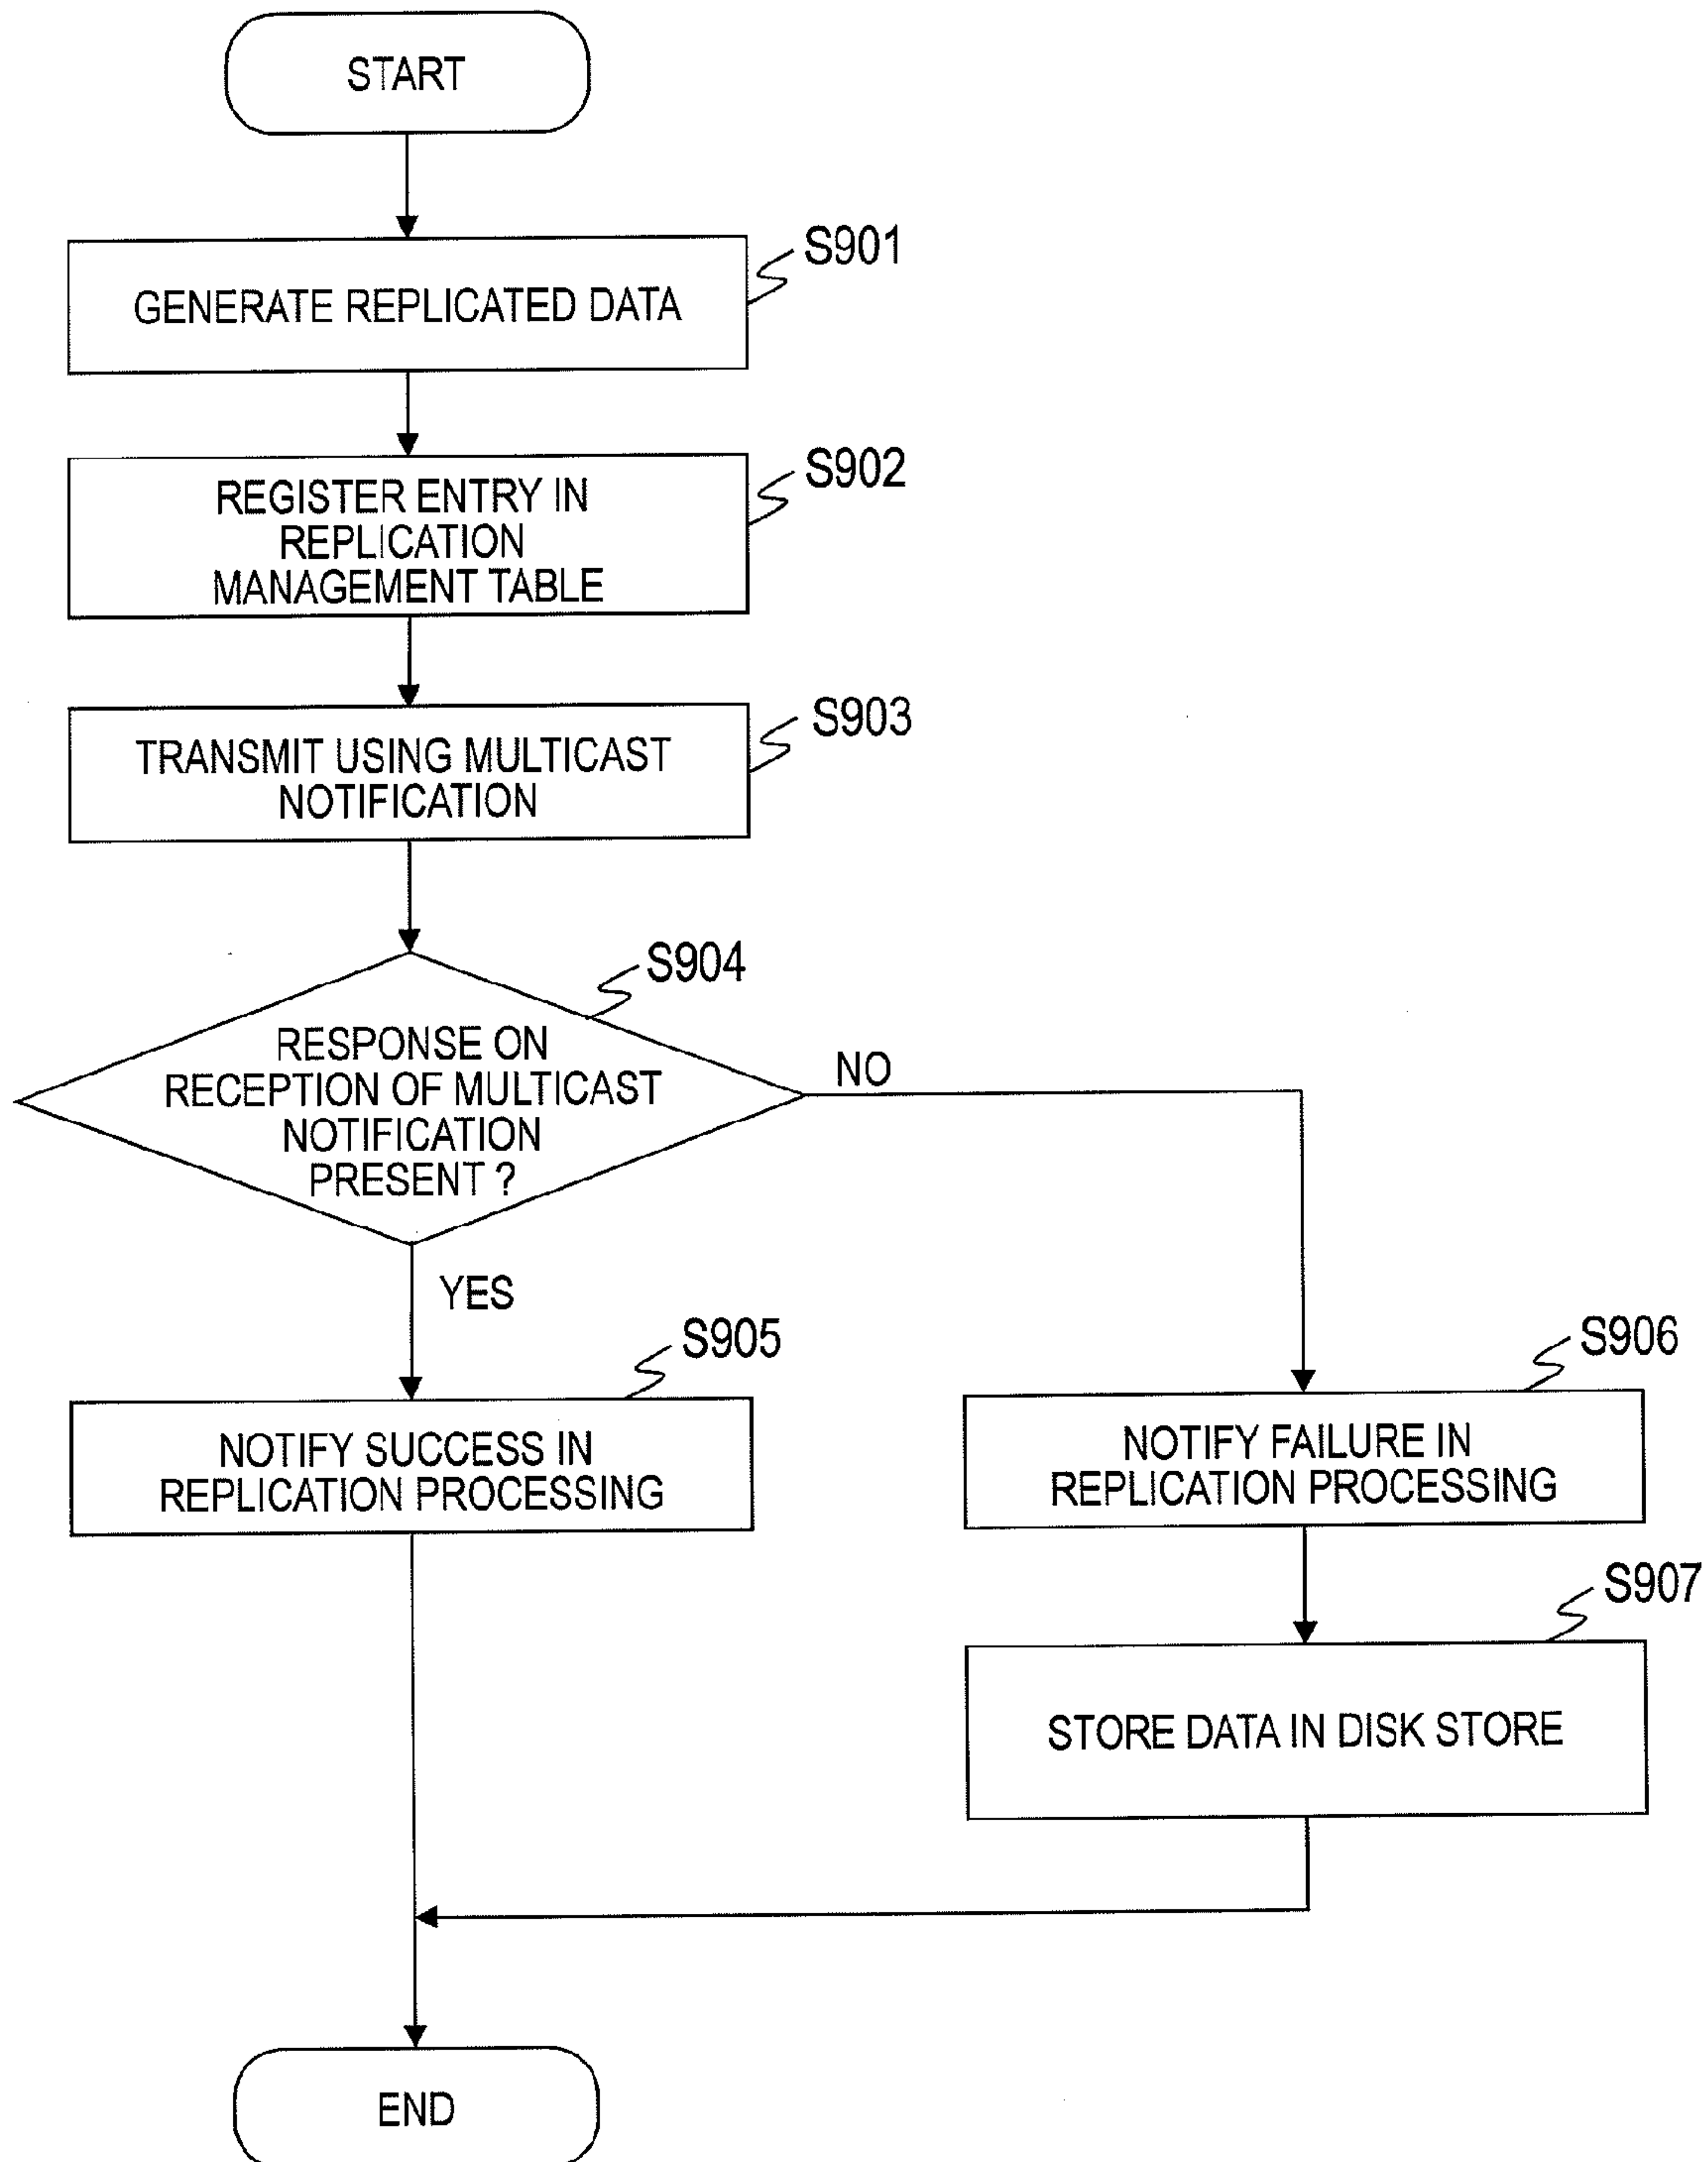 START
S901
GENERATE REPLICATED DATA
S902
REGISTER ENTRY IN
REPLICATION
MANAGEMENT TABLE
S903
TRANSMIT USING MULTICAST
NOTIFICATION
S904
RESPONSE ON
RECEPTION OF MULTICAST
NOTIFICATION
PRESENT ?
NO
YES
S905
NOTIFY SUCCESS IN
REPLICATION PROCESSING
S906
NOTIFY FAILURE IN
REPLICATION PROCESSING
S907
STORE DATA IN DISK STORE
END